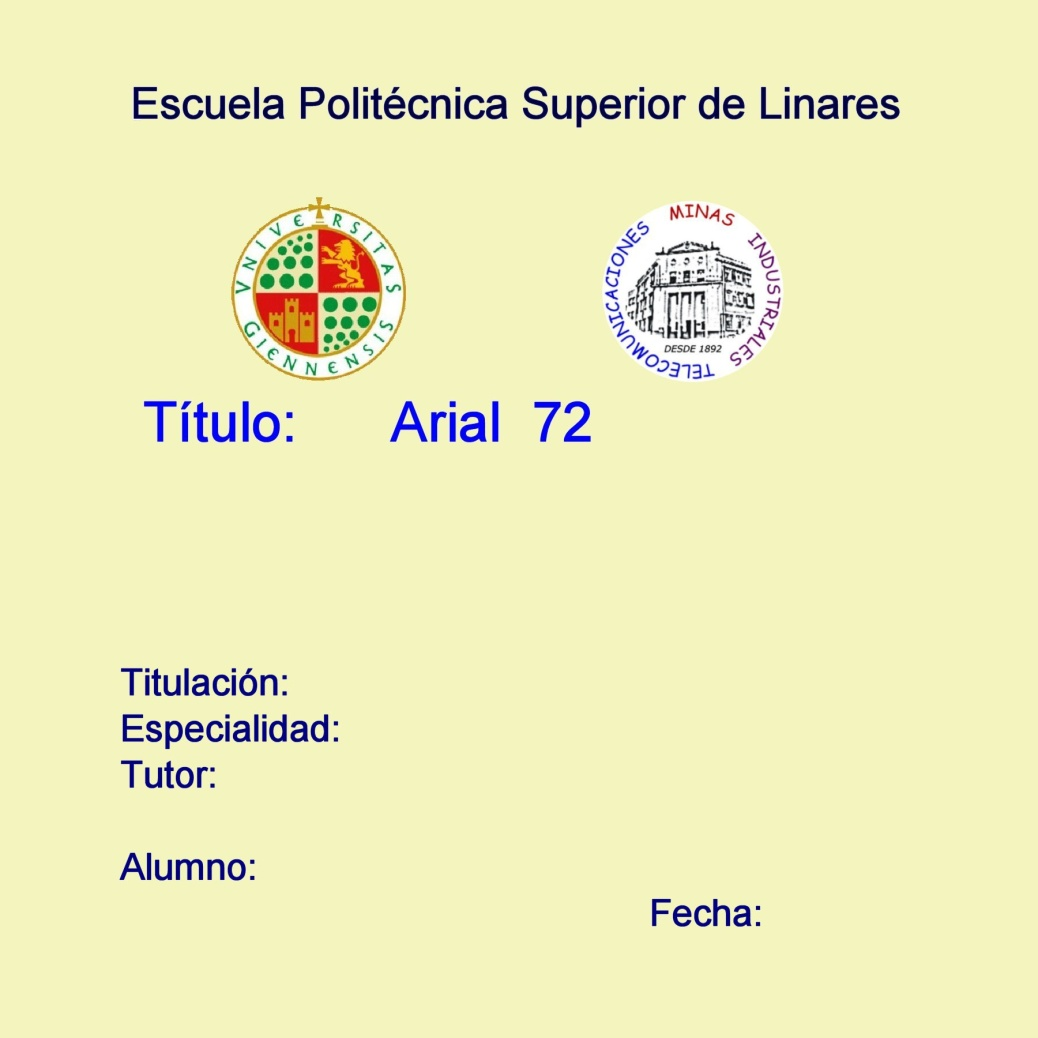 Escuela Politécnica Superior de Linares
VNIVERSITAS GIENNENSIS
MINAS INDUSTRIALES TELECOMUNICACIONES
DESDE 1892
Título: Arial 72
Titulación:
Especialidad:
Tutor:
Alumno:
Fecha: